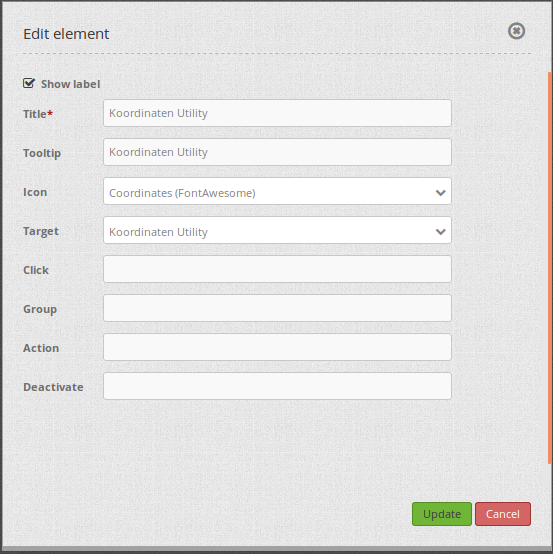 Edit element
Show label
Title* Koordinaten Utility
Tooltip Koordinaten Utility
Icon Coordinates (FontAwesome)
Target Koordinaten Utility
Click
Group
Action
Deactivate
Update Cancel